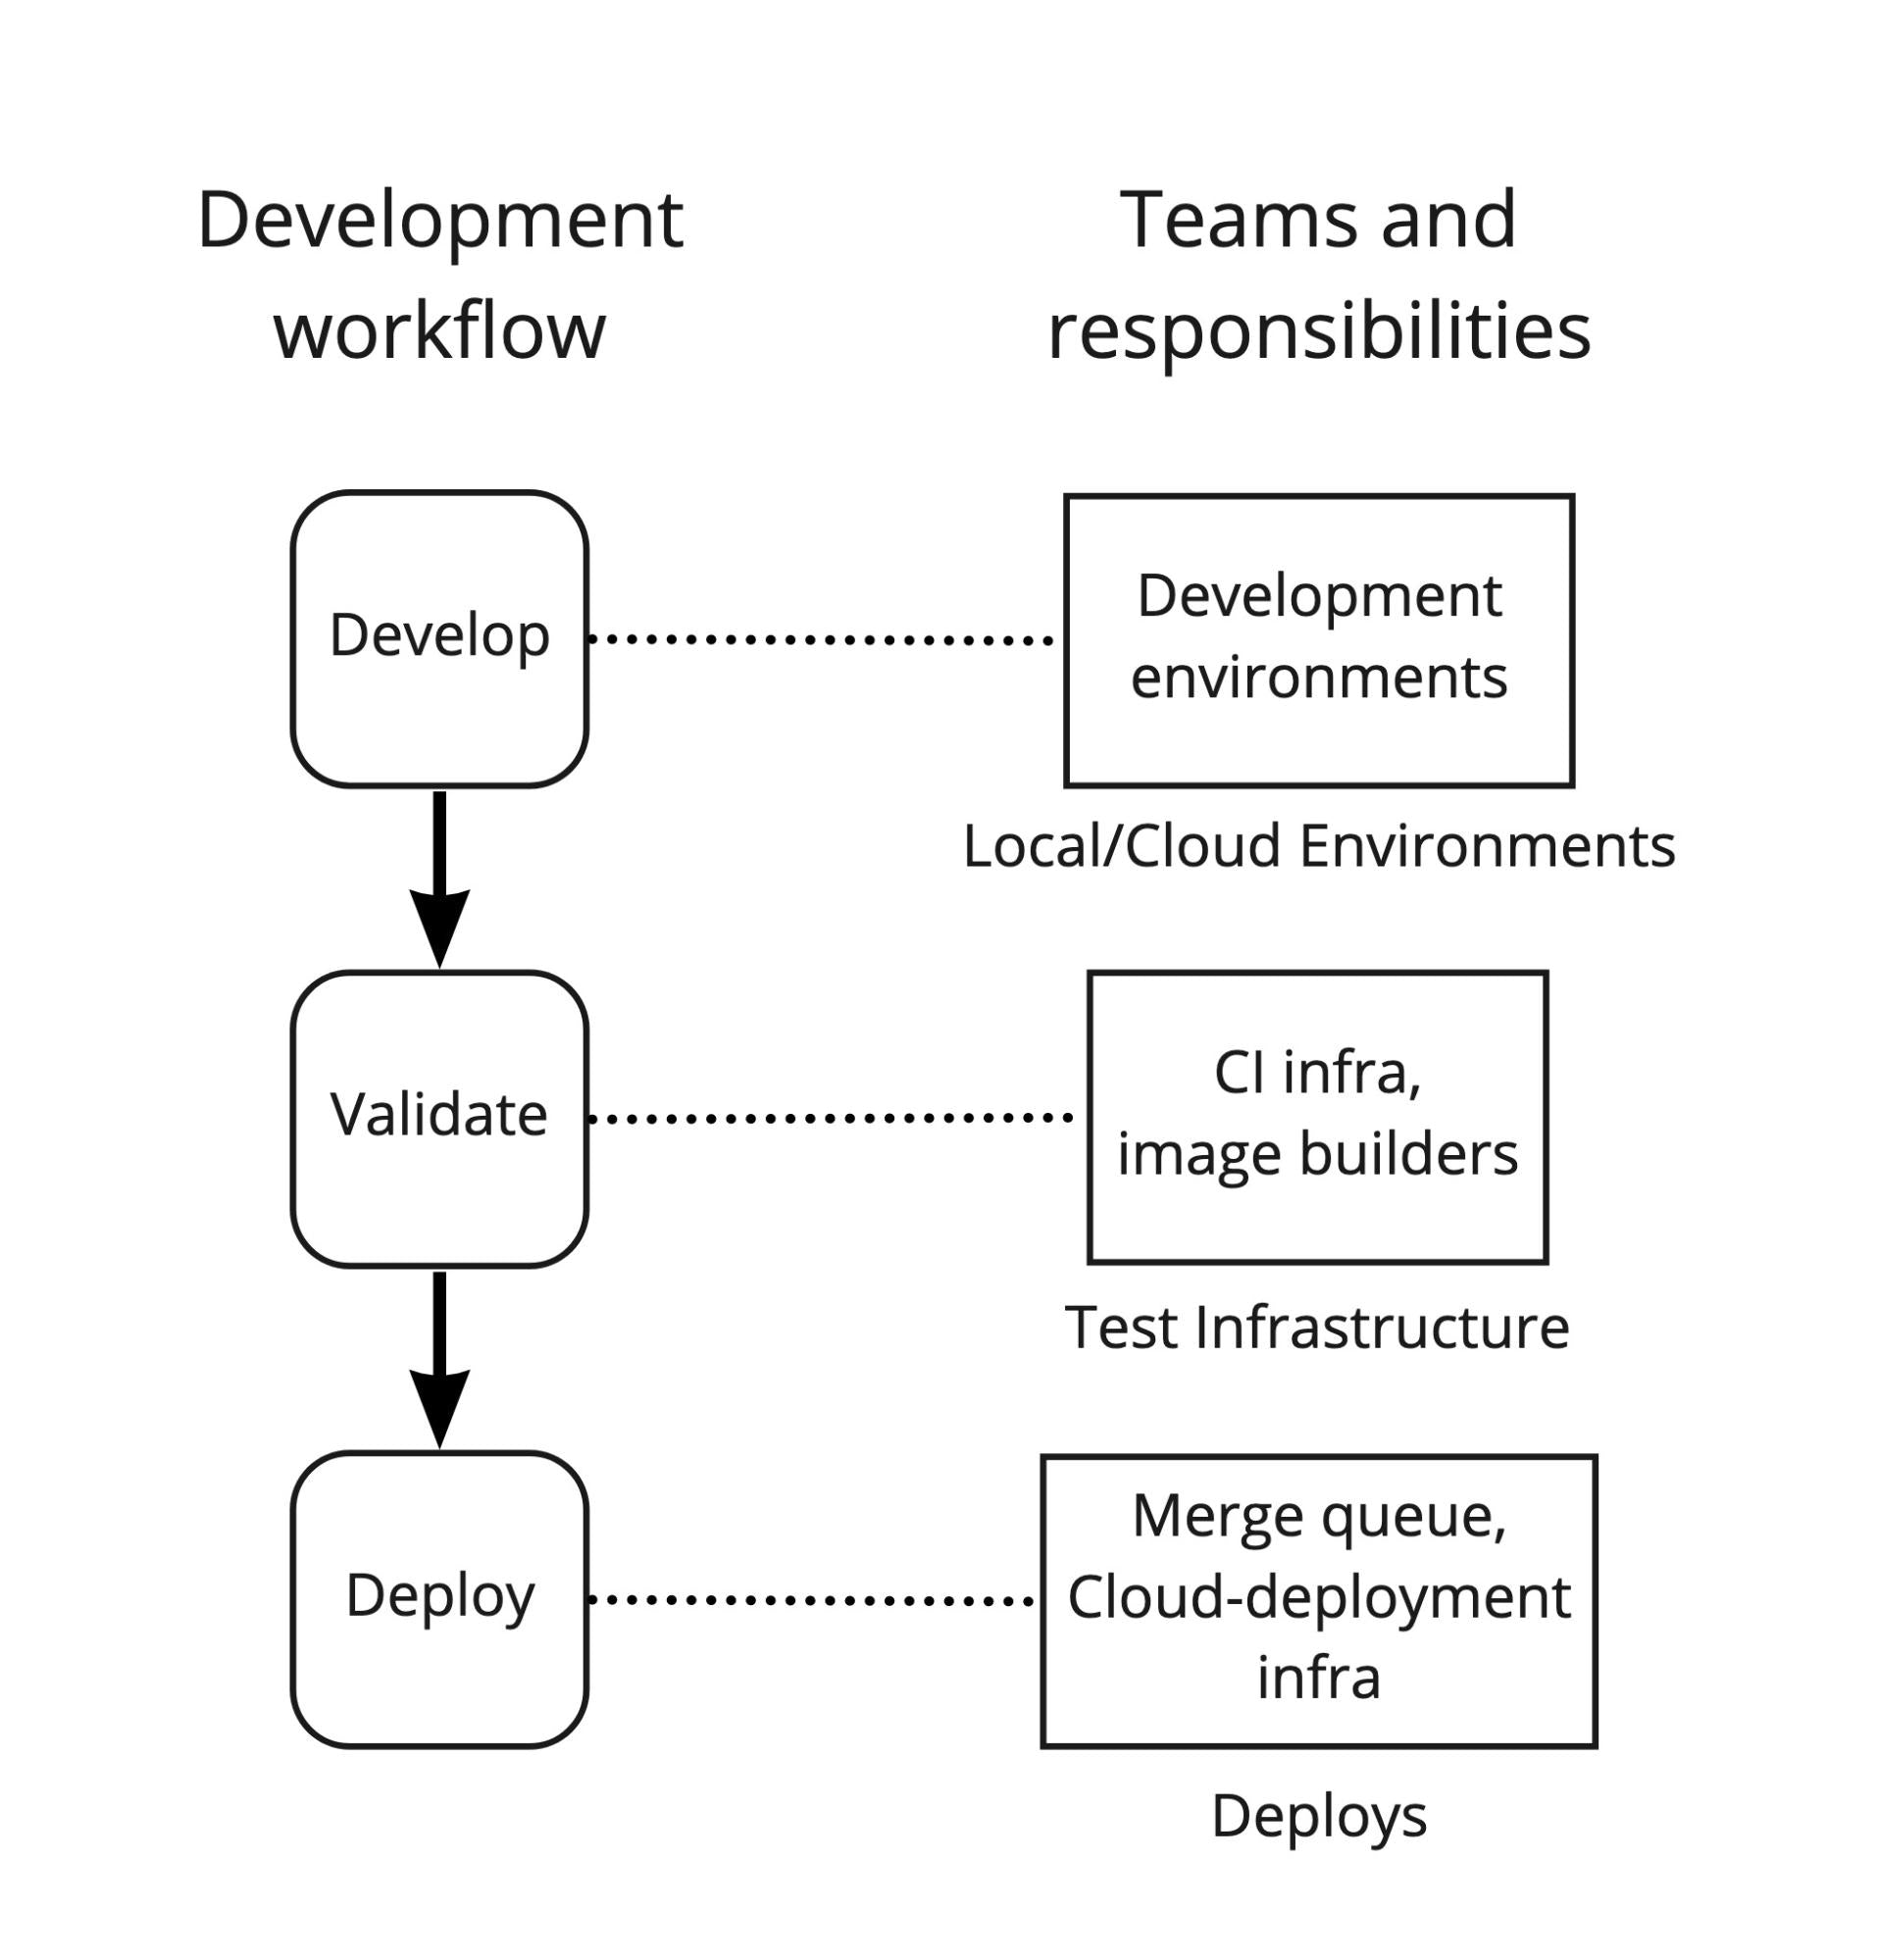 Development
workflow
Teams and
responsibilities
Develop
Development
environments
Local/Cloud Environments
Validate
CI infra,
image builders
Test Infrastructure
Deploy
Merge queue,
Cloud-deployment
infra
Deploys